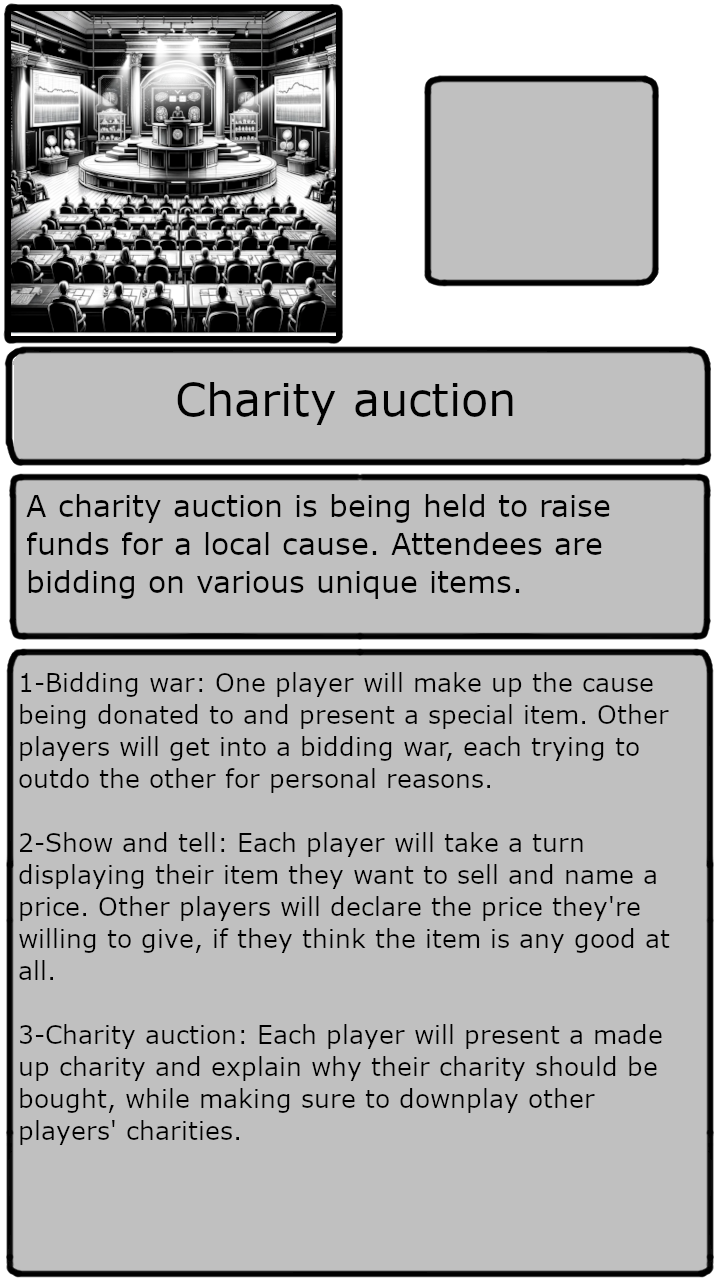 Charity auction
A charity auction is being held to raise
funds for a local cause. Attendees are
bidding on various unique items.
1-Bidding war: One player will make up the cause
being donated to and present a special item. Other
players will get into a bidding war, each trying to
outdo the other for personal reasons.
2-Show and tell: Each player will take a turn
displaying their item they want to sell and name a
price. Other players will declare the price they're
willing to give, if they think the item is any good at
all.
3-Charity auction: Each player will present a made
up charity and explain why their charity should be
bought, while making sure to downplay other
players' charities.